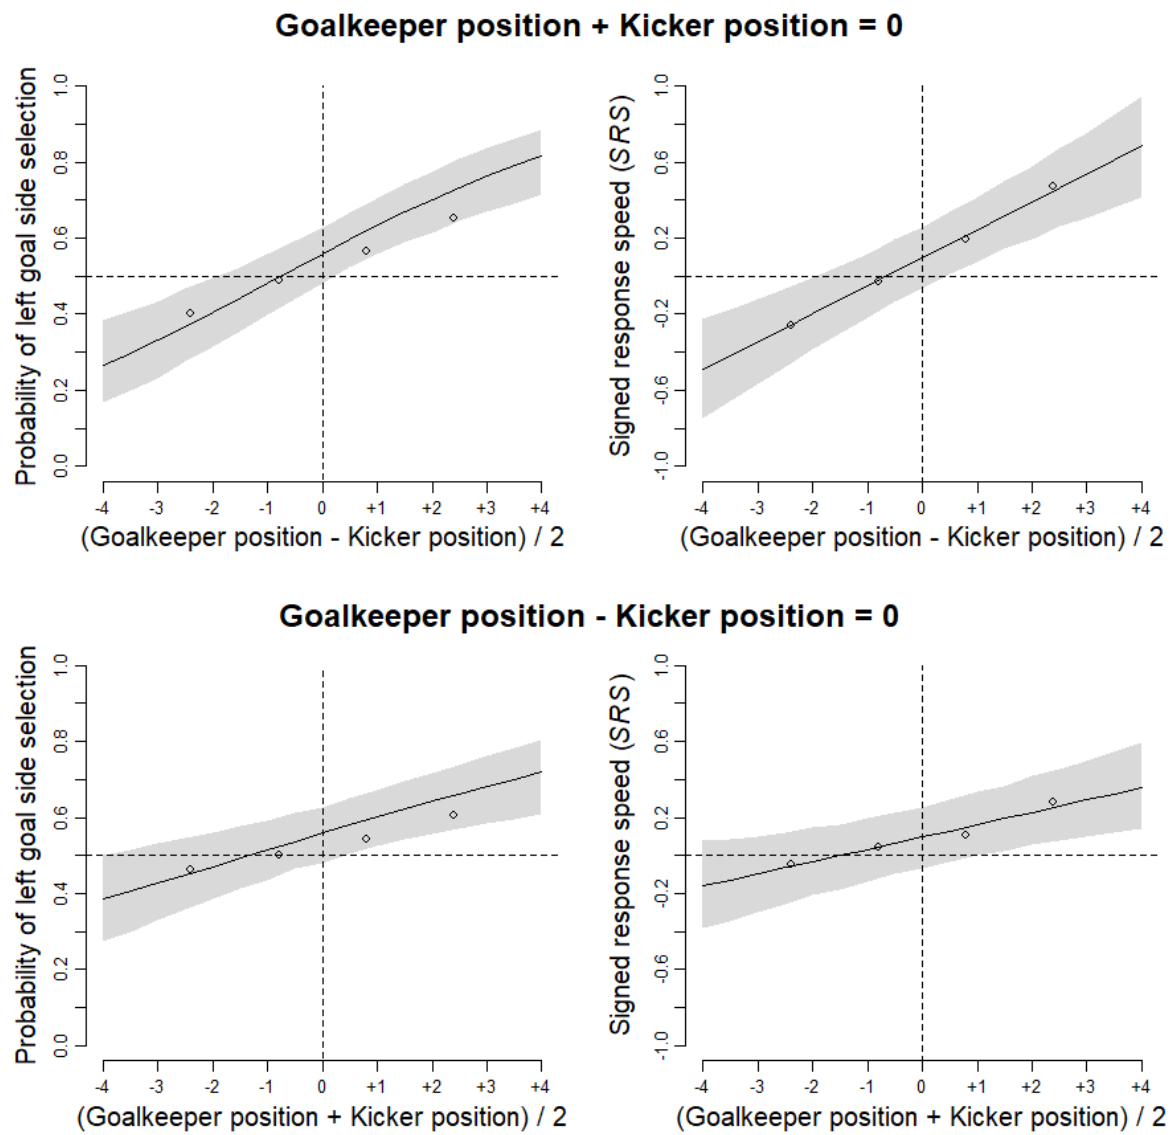 Goalkeeper position + Kicker position = 0
Probability of left goal side selection
0.0 0.2 0.4 0.6 0.8 1.0
-4 -3 -2 -1 0 +1 +2 +3 +4
(Goalkeeper position - Kicker position) / 2
Signed response speed (SRS)
-1.0 -0.6 -0.2 0.2 0.6 1.0
-4 -3 -2 -1 0 +1 +2 +3 +4
(Goalkeeper position - Kicker position) / 2
Goalkeeper position - Kicker position = 0
Probability of left goal side selection
0.0 0.2 0.4 0.6 0.8 1.0
-4 -3 -2 -1 0 +1 +2 +3 +4
(Goalkeeper position + Kicker position) / 2
Signed response speed (SRS)
-1.0 -0.6 -0.2 0.2 0.6 1.0
-4 -3 -2 -1 0 +1 +2 +3 +4
(Goalkeeper position + Kicker position) / 2